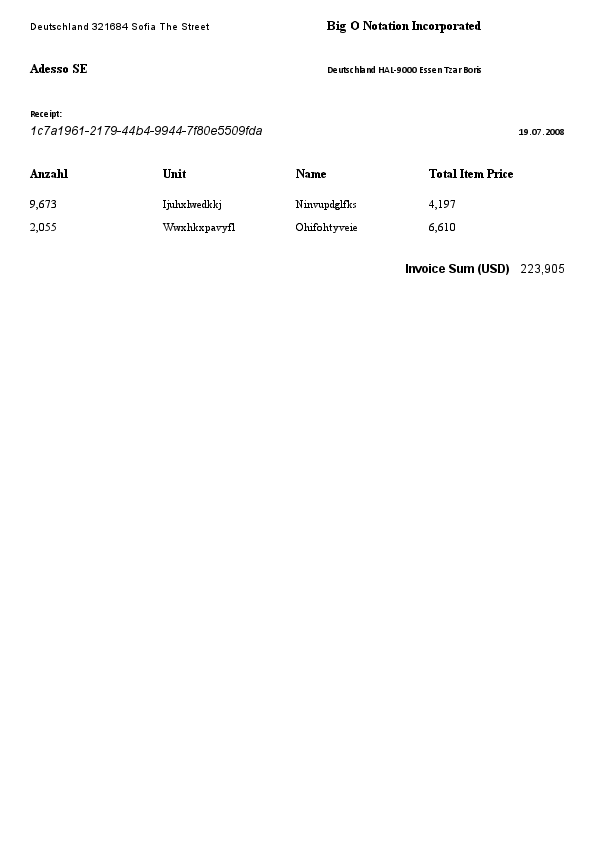 Deutschland 321684 Sofia The Street
Big O Notation Incorporated
Adesso SE
Deutschland HAL-9000 Essen Tzar Boris
Receipt:
1c7a1961-2179-44b4-9944-7f80e5509fda
19.07.2008
Anzahl Unit Name Total Item Price
9,673 Ijuhxlwedkkj Ninvupdglfks 4,197
2,055 Wwxhkxpavyfl Ohifohtyveie 6,610
Invoice Sum (USD) 223,905